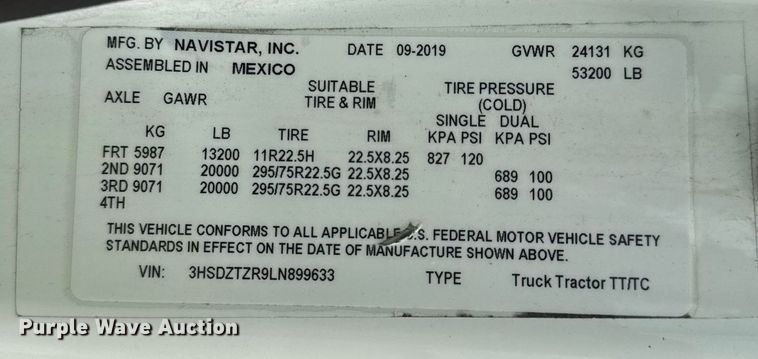 MFG. BY NAVISTAR, INC. DATE 09-2019 GVWR 24131 KG
ASSEMBLED IN MEXICO 53200 LB
SUITABLE TIRE PRESSURE
AXLE GAWR TIRE & RIM (COLD)
SINGLE DUAL
KG LB TIRE RIM KPA PSI KPA PSI
FRT 5987 13200 11R22.5H 22.5X8.25 827 120
2ND 9071 20000 295/75R22.5G 22.5X8.25 689 100
3RD 9071 20000 295/75R22.5G 22.5X8.25 689 100
4TH
THIS VEHICLE CONFORMS TO ALL APPLICABLE U.S. FEDERAL MOTOR VEHICLE SAFETY
STANDARDS IN EFFECT ON THE DATE OF MANUFACTURE SHOWN ABOVE.
VIN: 3HSDZTZR9LN899633 TYPE Truck Tractor TT/TC
Purple Wave Auction